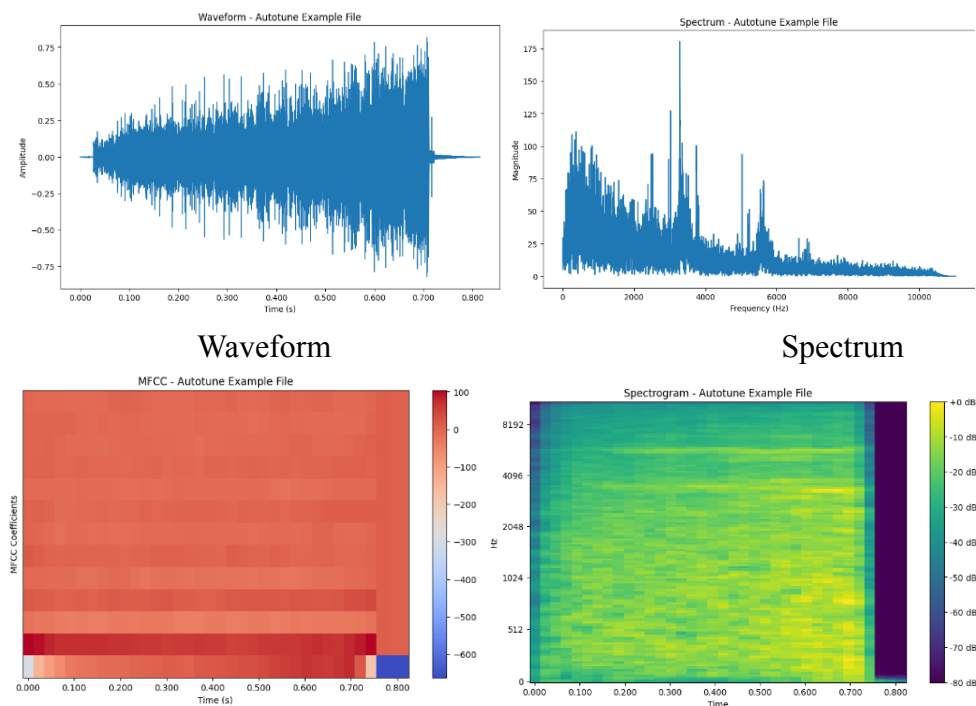 Waveform - Autotune Example File
0.75
0.50
0.25
0.00
−0.25
−0.50
−0.75
Amplitude
0.000 0.100 0.200 0.300 0.400 0.500 0.600 0.700 0.800
Time (s)
Spectrum - Autotune Example File
175
150
125
100
75
50
25
0
Magnitude
0 2000 4000 6000 8000 10000
Frequency (Hz)
Waveform
Spectrum
MFCC - Autotune Example File
MFCC Coefficients
0.000 0.100 0.200 0.300 0.400 0.500 0.600 0.700 0.800
Time (s)
100
0
−100
−200
−300
−400
−500
−600
Spectrogram - Autotune Example File
8192
4096
2048
1024
512
0
Hz
0.000 0.100 0.200 0.300 0.400 0.500 0.600 0.700 0.800
Time
+0 dB
-10 dB
-20 dB
-30 dB
-40 dB
-50 dB
-60 dB
-70 dB
-80 dB